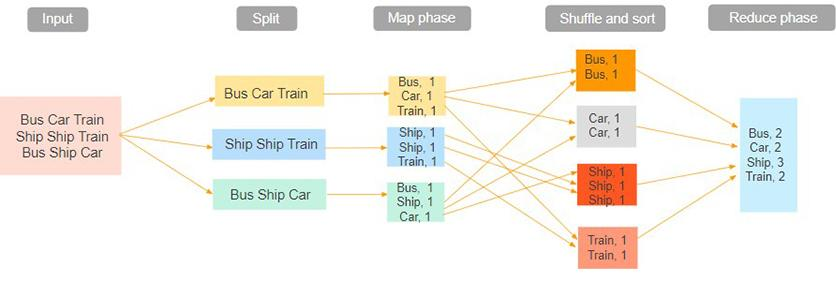 Input
Split
Map phase
Shuffle and sort
Reduce phase
Bus Car Train
Ship Ship Train
Bus Ship Car
Bus Car Train
Ship Ship Train
Bus Ship Car
Bus, 1
Car, 1
Train, 1
Ship, 1
Ship, 1
Train, 1
Bus, 1
Ship, 1
Car, 1
Bus, 1
Bus, 1
Car, 1
Car, 1
Ship, 1
Ship, 1
Ship, 1
Train, 1
Train, 1
Bus, 2
Car, 2
Ship, 3
Train, 2